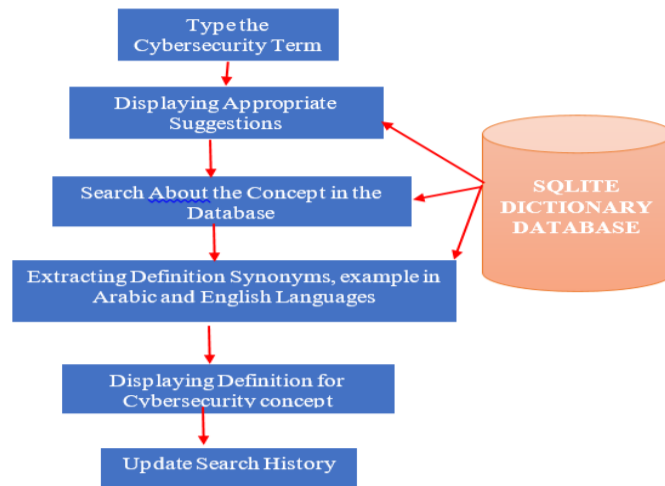 Type the
Cybersecurity Term
Displaying Appropriate
Suggestions
Search About the Concept in the
Database
Extracting Definition Synonyms, example in
Arabic and English Languages
Displaying Definition for
Cybersecurity concept
Update Search History
SQLITE
DICTIONARY
DATABASE